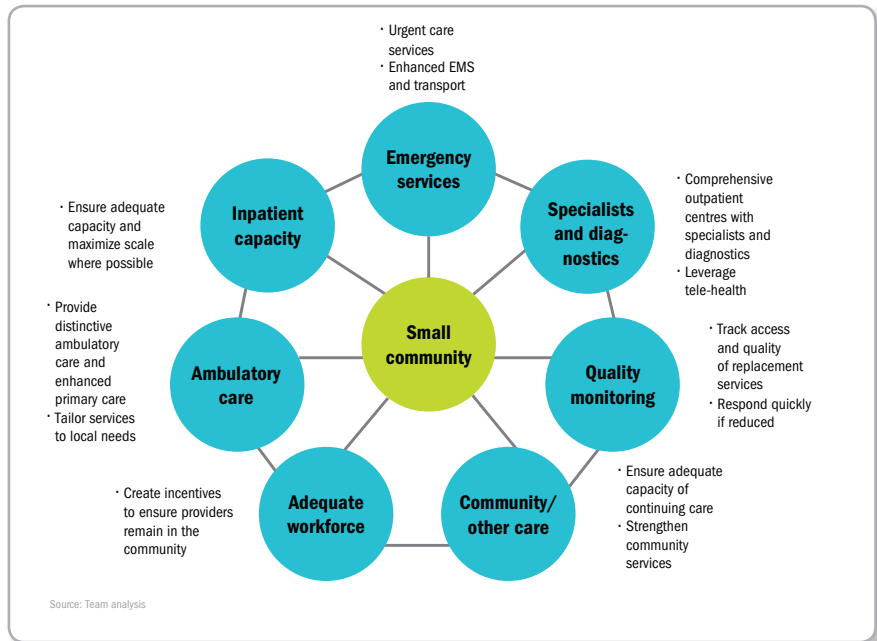 · Urgent care
services
· Enhanced EMS
and transport
Emergency
services
Specialists
and diag-
nostics
· Comprehensive
outpatient
centres with
specialists and
diagnostics
· Leverage
tele-health
Quality
monitoring
· Track access
and quality
of replacement
services
· Respond quickly
if reduced
Community/
other care
· Ensure adequate
capacity of
continuing care
· Strengthen
community
services
Adequate
workforce
· Create incentives
to ensure providers
remain in the
community
Ambulatory
care
· Provide
distinctive
ambulatory
care and
enhanced
primary care
· Tailor services
to local needs
Inpatient
capacity
· Ensure adequate
capacity and
maximize scale
where possible
Small
community
Source: Team analysis